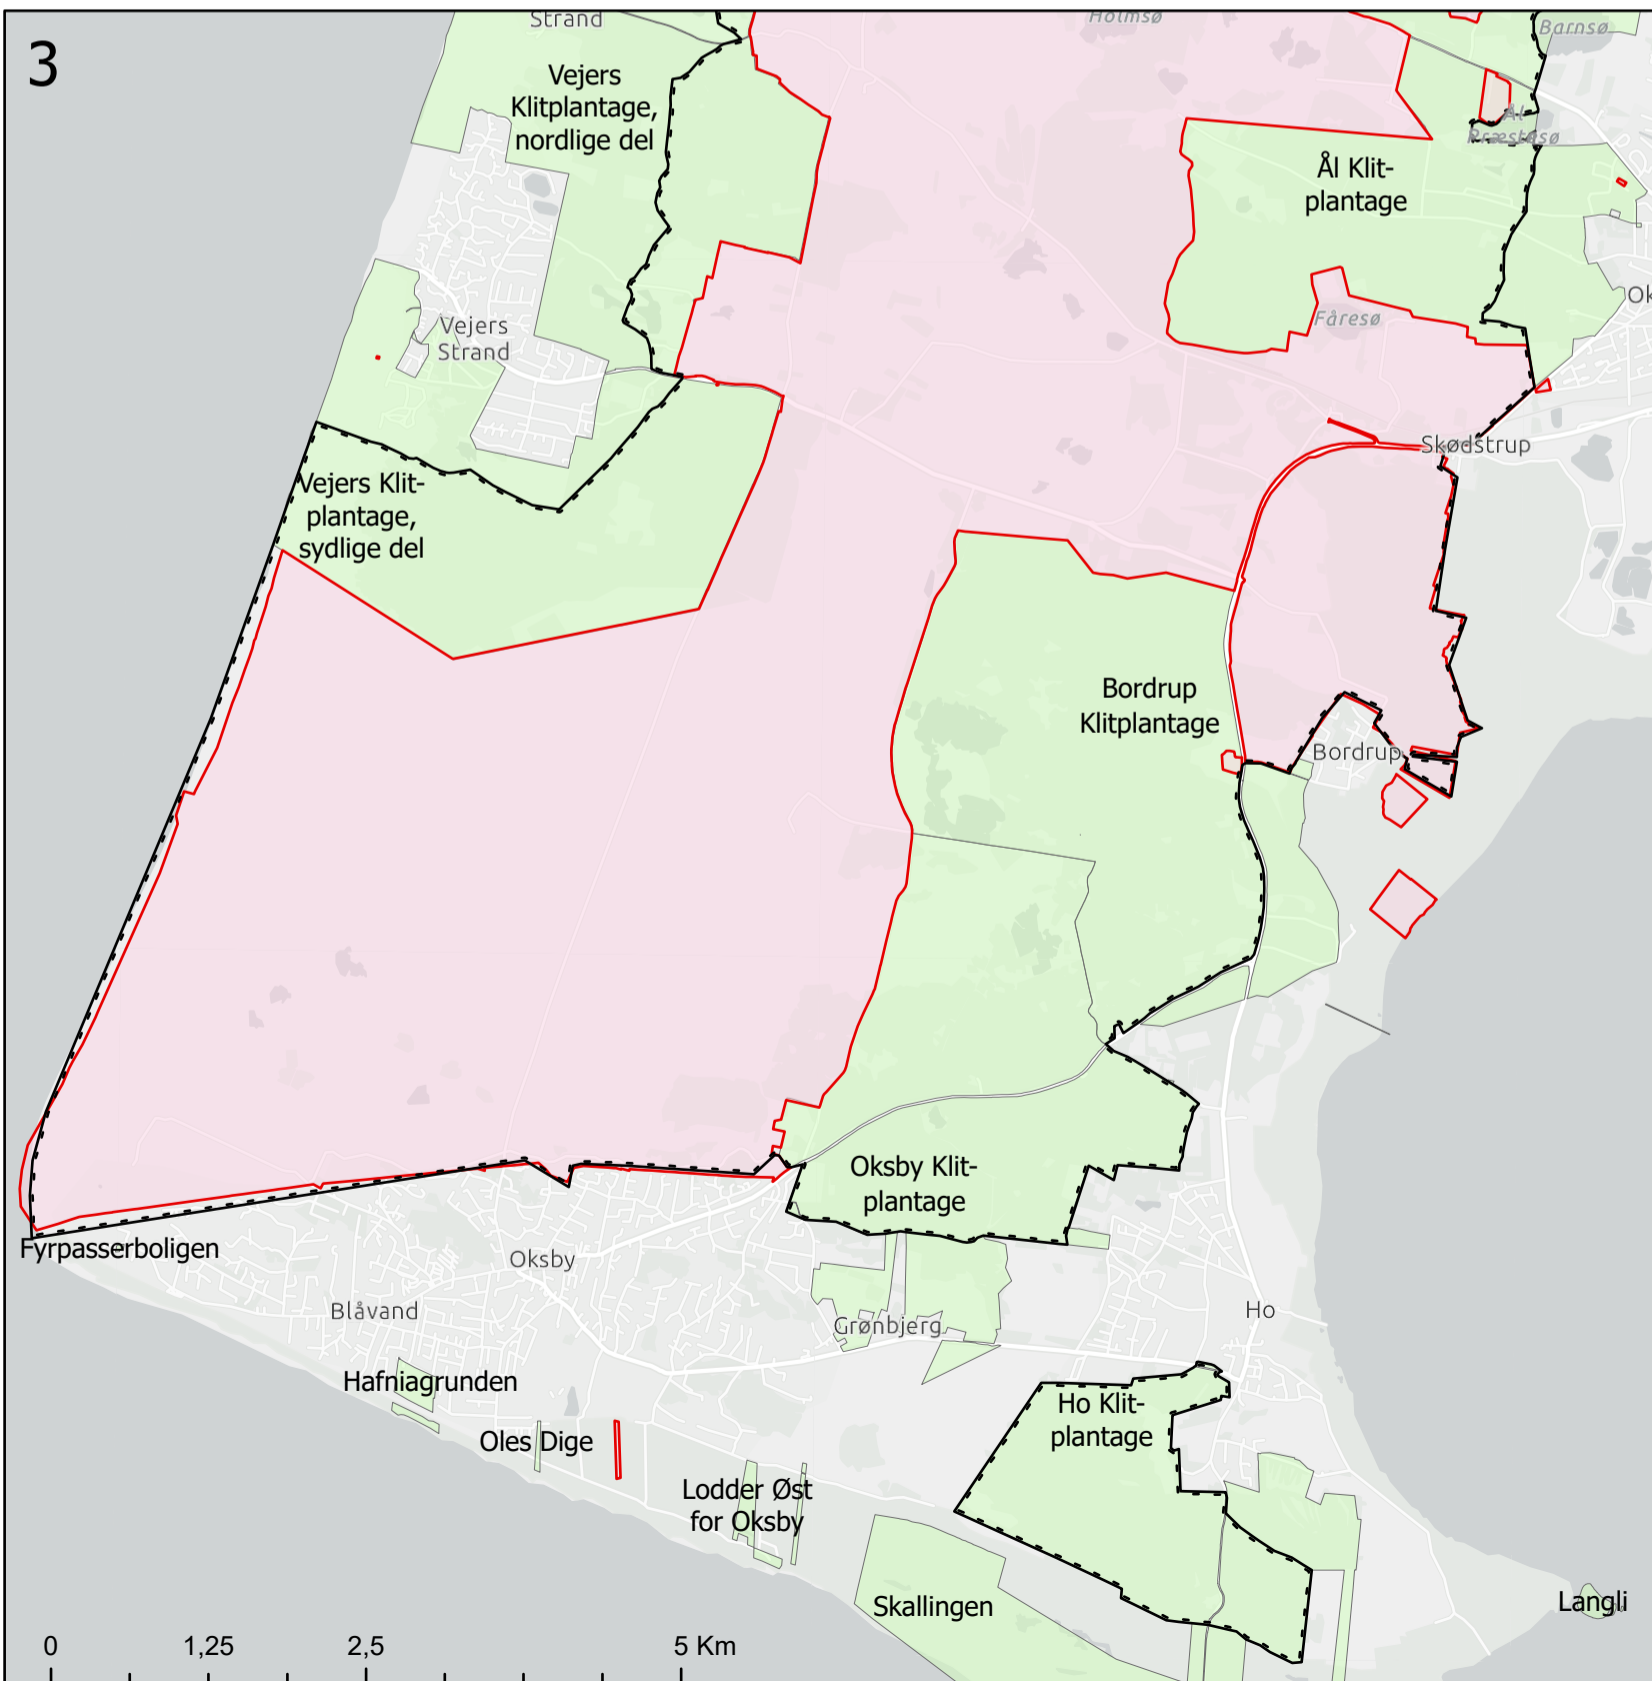 3
Strand
Holmsø
Barnsø
Vejers
Klitplantage,
nordlige del
Ål
Præstesø
Ål Klit-
plantage
Fåresø
Ok
Vejers
Strand
Skødstrup
Vejers Klit-
plantage,
sydlige del
Bordrup
Klitplantage
Bordrup
Oksby Klit-
plantage
Fyrpasserboligen
Oksby
Blåvand
Grønbjerg
Ho
Hafniagrunden
Ho Klit-
plantage
Oles Dige
Lodder Øst
for Oksby
Skallingen
Langli
0 1,25 2,5 5 Km